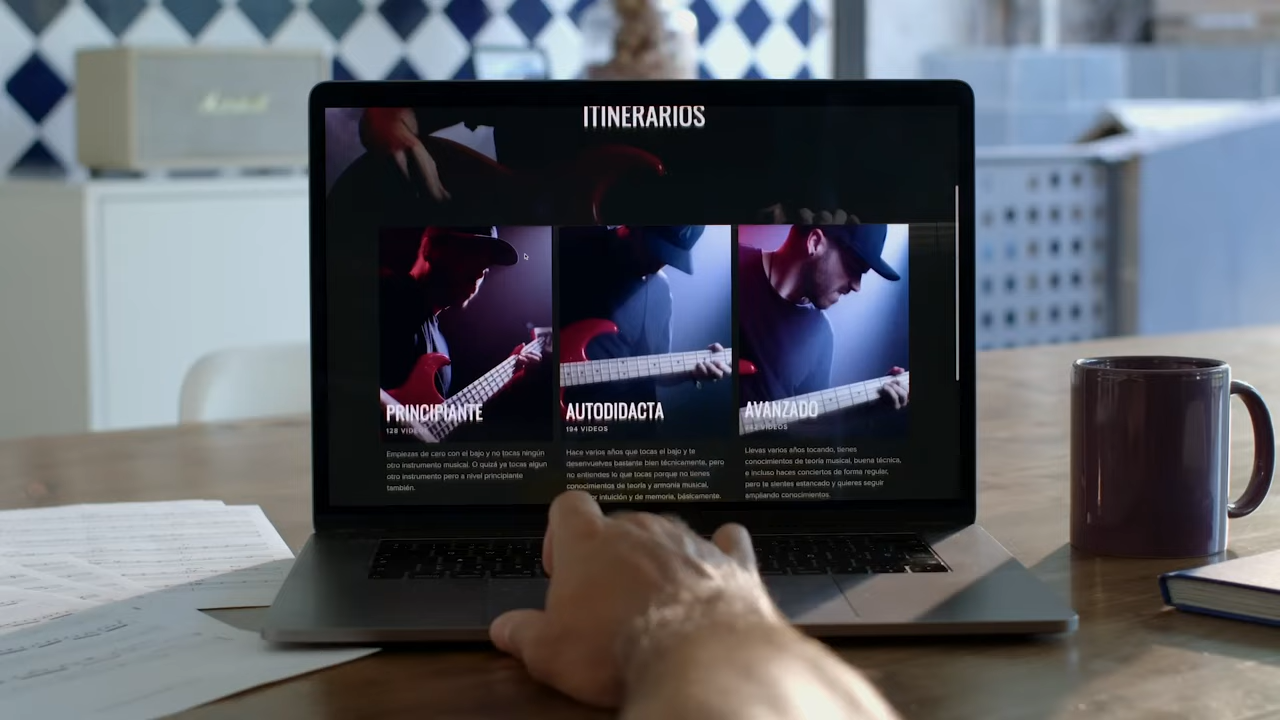 Marshall
ITINERARIOS
PRINCIPIANTE
128 VIDEOS
Empiezas de cero con el bajo y no tocas ningún
otro instrumento musical. O quizá ya tocas algun
otro instrumento pero a nivel principiante
también.
AUTODIDACTA
194 VIDEOS
Hace varios años que tocas el bajo y te
desenvuelves bastante bien técnicamente, pero
no entiendes lo que tocas porque no tienes
conocimientos de teoría y armonía musical,
intuición y de memoria, básicamente.
AVANZADO
VIDEOS
Llevas varios años tocando, tienes
conocimientos de teoría musical, buena técnica,
e incluso haces conciertos de forma regular,
pero te sientes estancado y quieres seguir
ampliando conocimientos.